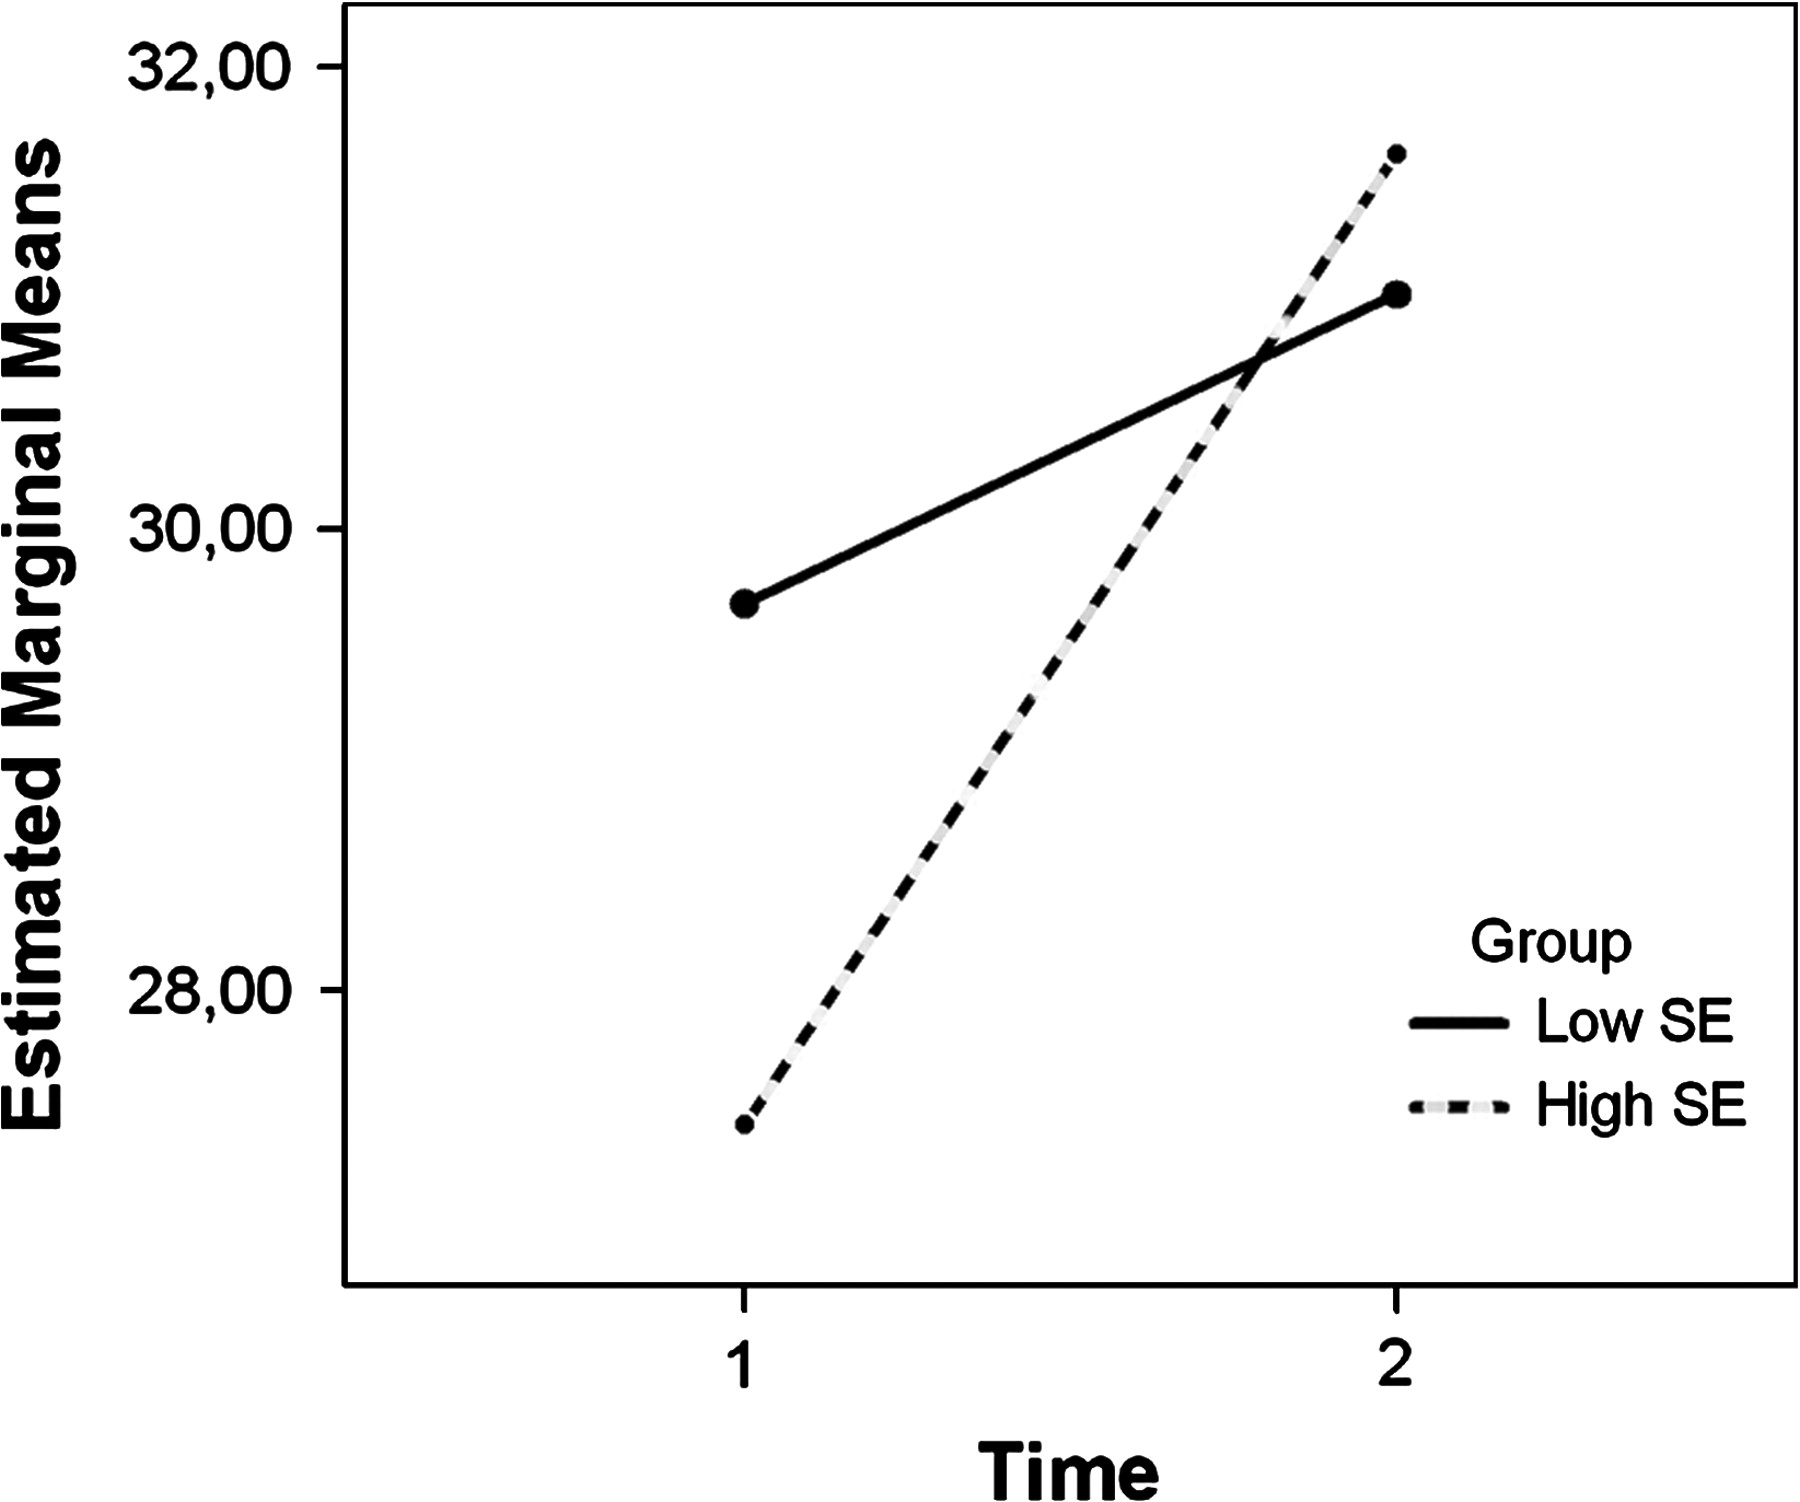 Estimated Marginal Means
32,00
30,00
28,00
Group
Low SE
High SE
1
2
Time